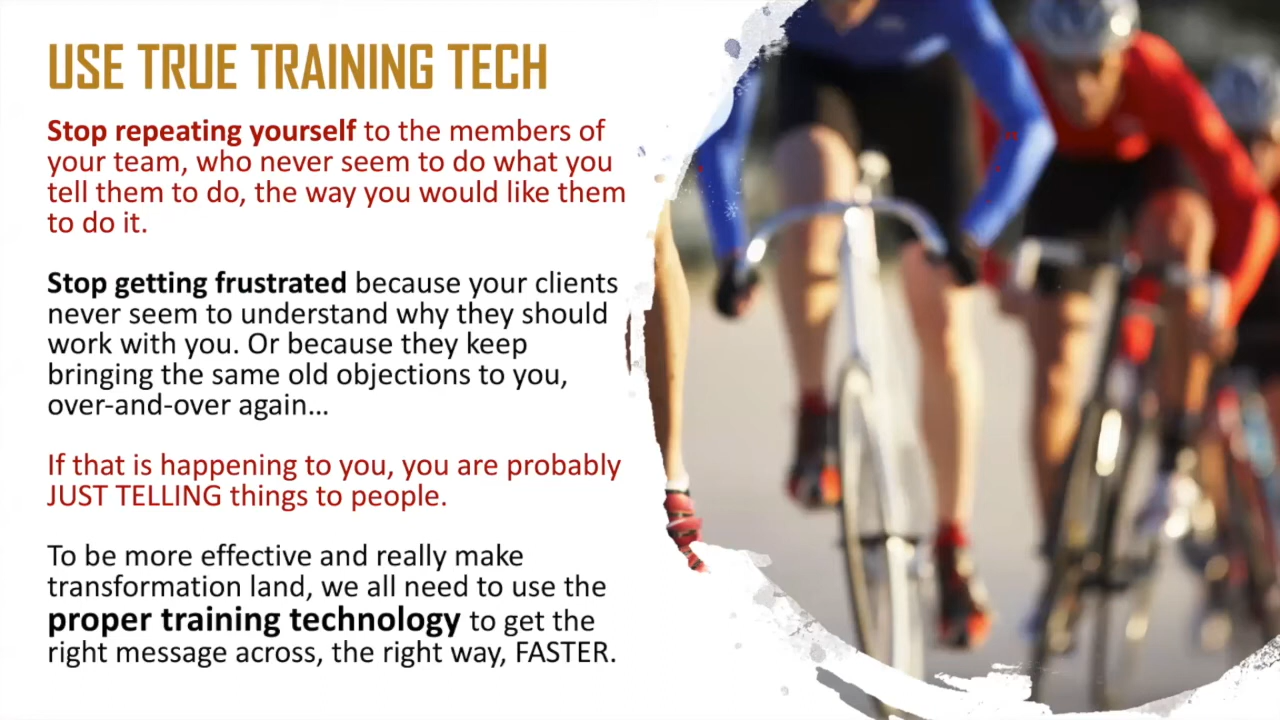 USE TRUE TRAINING TECH
Stop repeating yourself to the members of
your team, who never seem to do what you
tell them to do, the way you would like them
to do it.
Stop getting frustrated because your clients
never seem to understand why they should
work with you. Or because they keep
bringing the same old objections to you,
over-and-over again...
If that is happening to you, you are probably
JUST TELLING things to people.
To be more effective and really make
transformation land, we all need to use the
proper training technology to get the
right message across, the right way, FASTER.